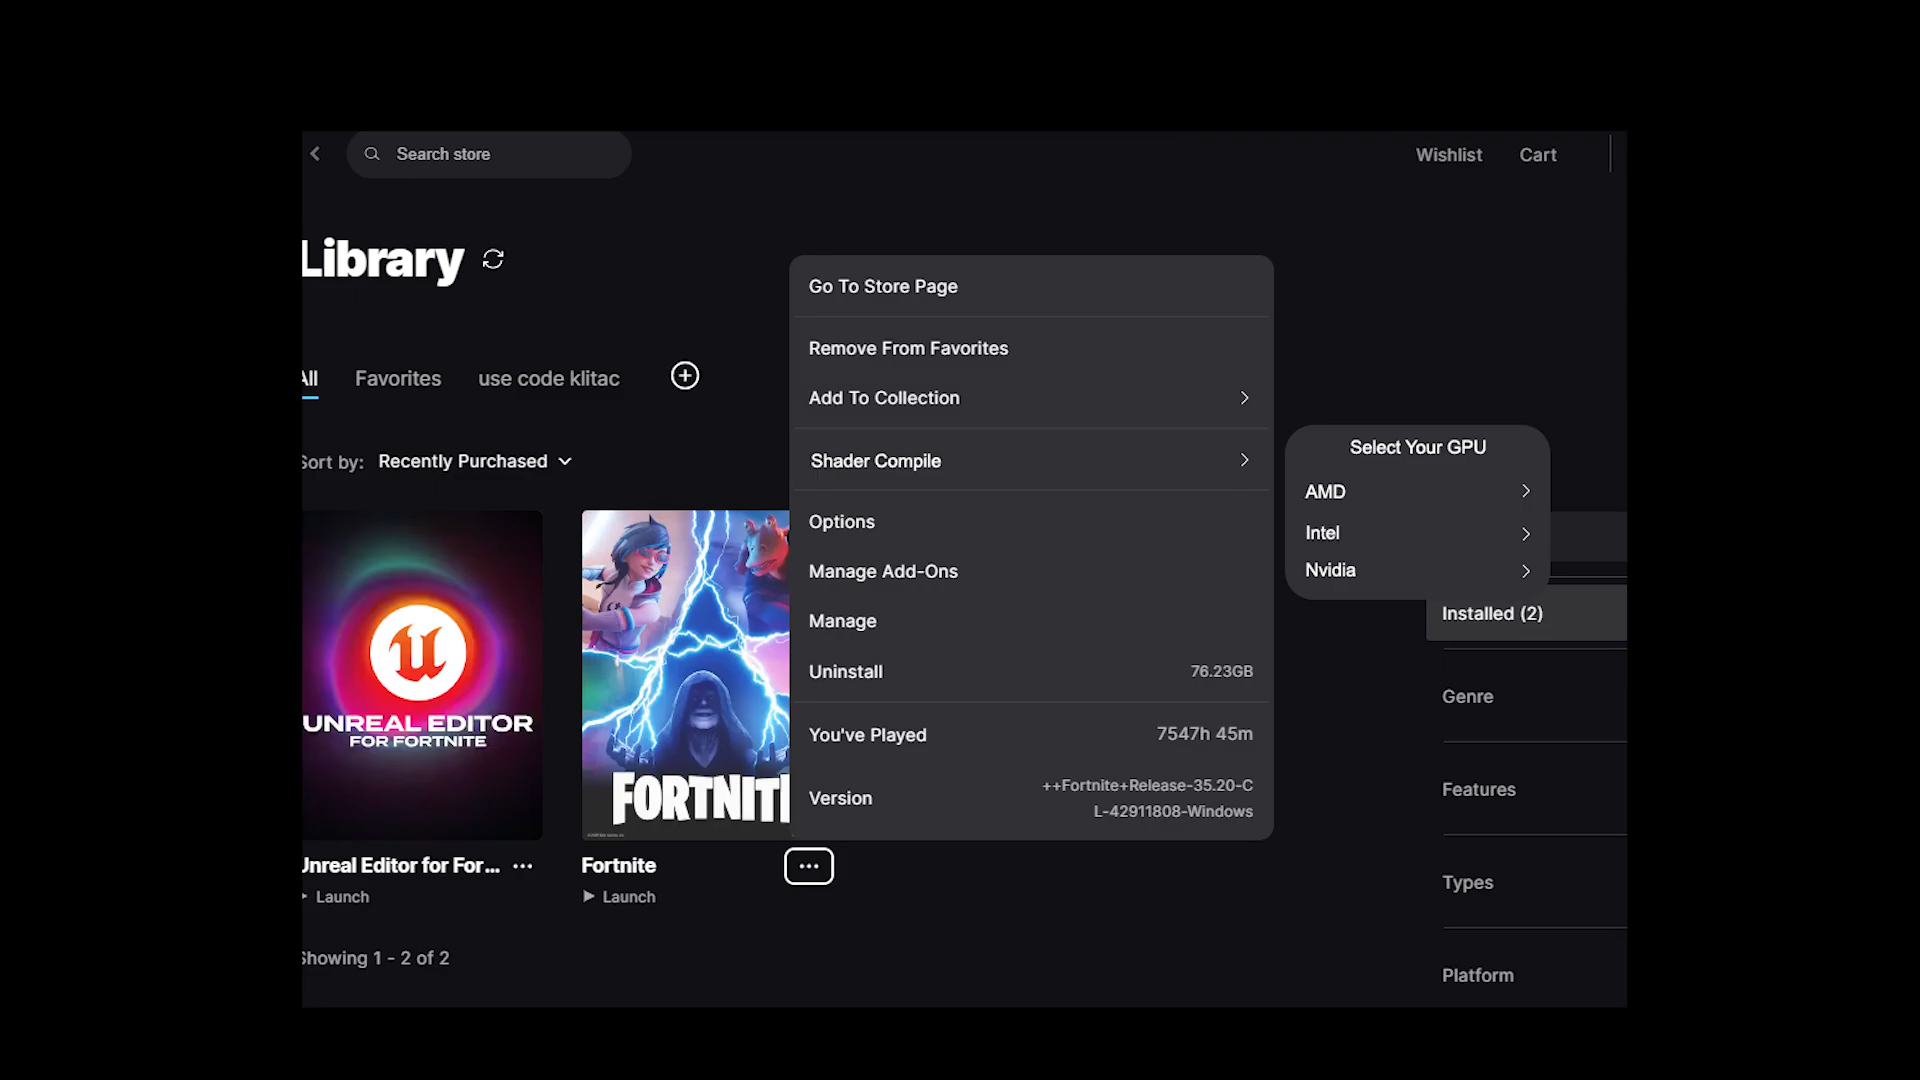 Search store
Wishlist
Cart
Library
All
Favorites
use code klitac
Sort by: Recently Purchased
UNREAL EDITOR
FOR FORTNITE
FORTNIT
Unreal Editor for For...
Launch
Fortnite
Launch
Showing 1 - 2 of 2
Go To Store Page
Remove From Favorites
Add To Collection
Shader Compile
Options
Manage Add-Ons
Manage
Uninstall 76.23GB
You've Played 7547h 45m
Version ++Fortnite+Release-35.20-C
L-42911808-Windows
Select Your GPU
AMD
Intel
Nvidia
Installed (2)
Genre
Features
Types
Platform